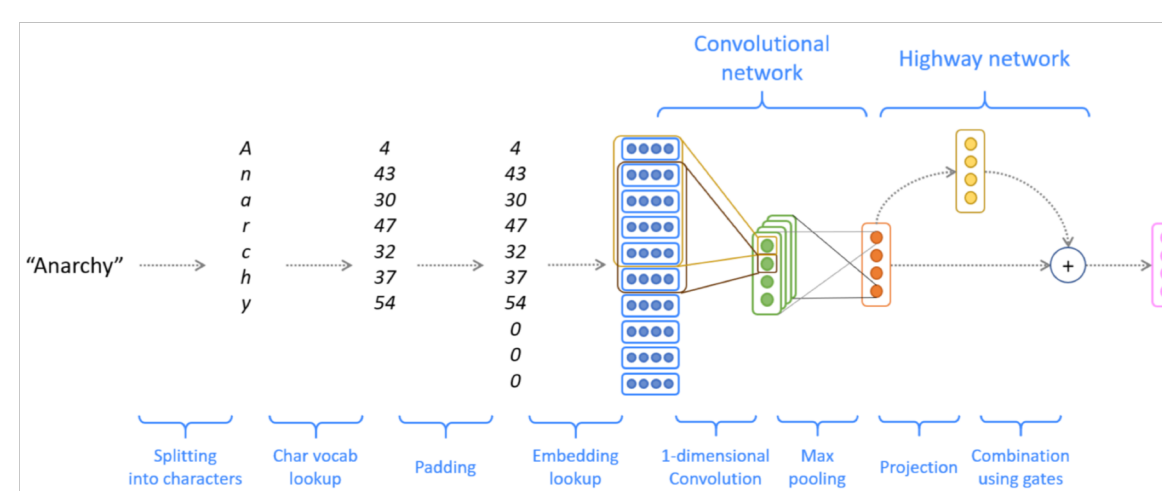 Convolutional
network
Highway network
A 4 4
n 43 43
a 30 30
r 47 47
c 32 32
“Anarchy”
h 37 37
y 54 54
0
0
0
+
Splitting
into characters
Char vocab
lookup
Padding
Embedding
lookup
1-dimensional
Convolution
Max
pooling
Projection
Combination
using gates